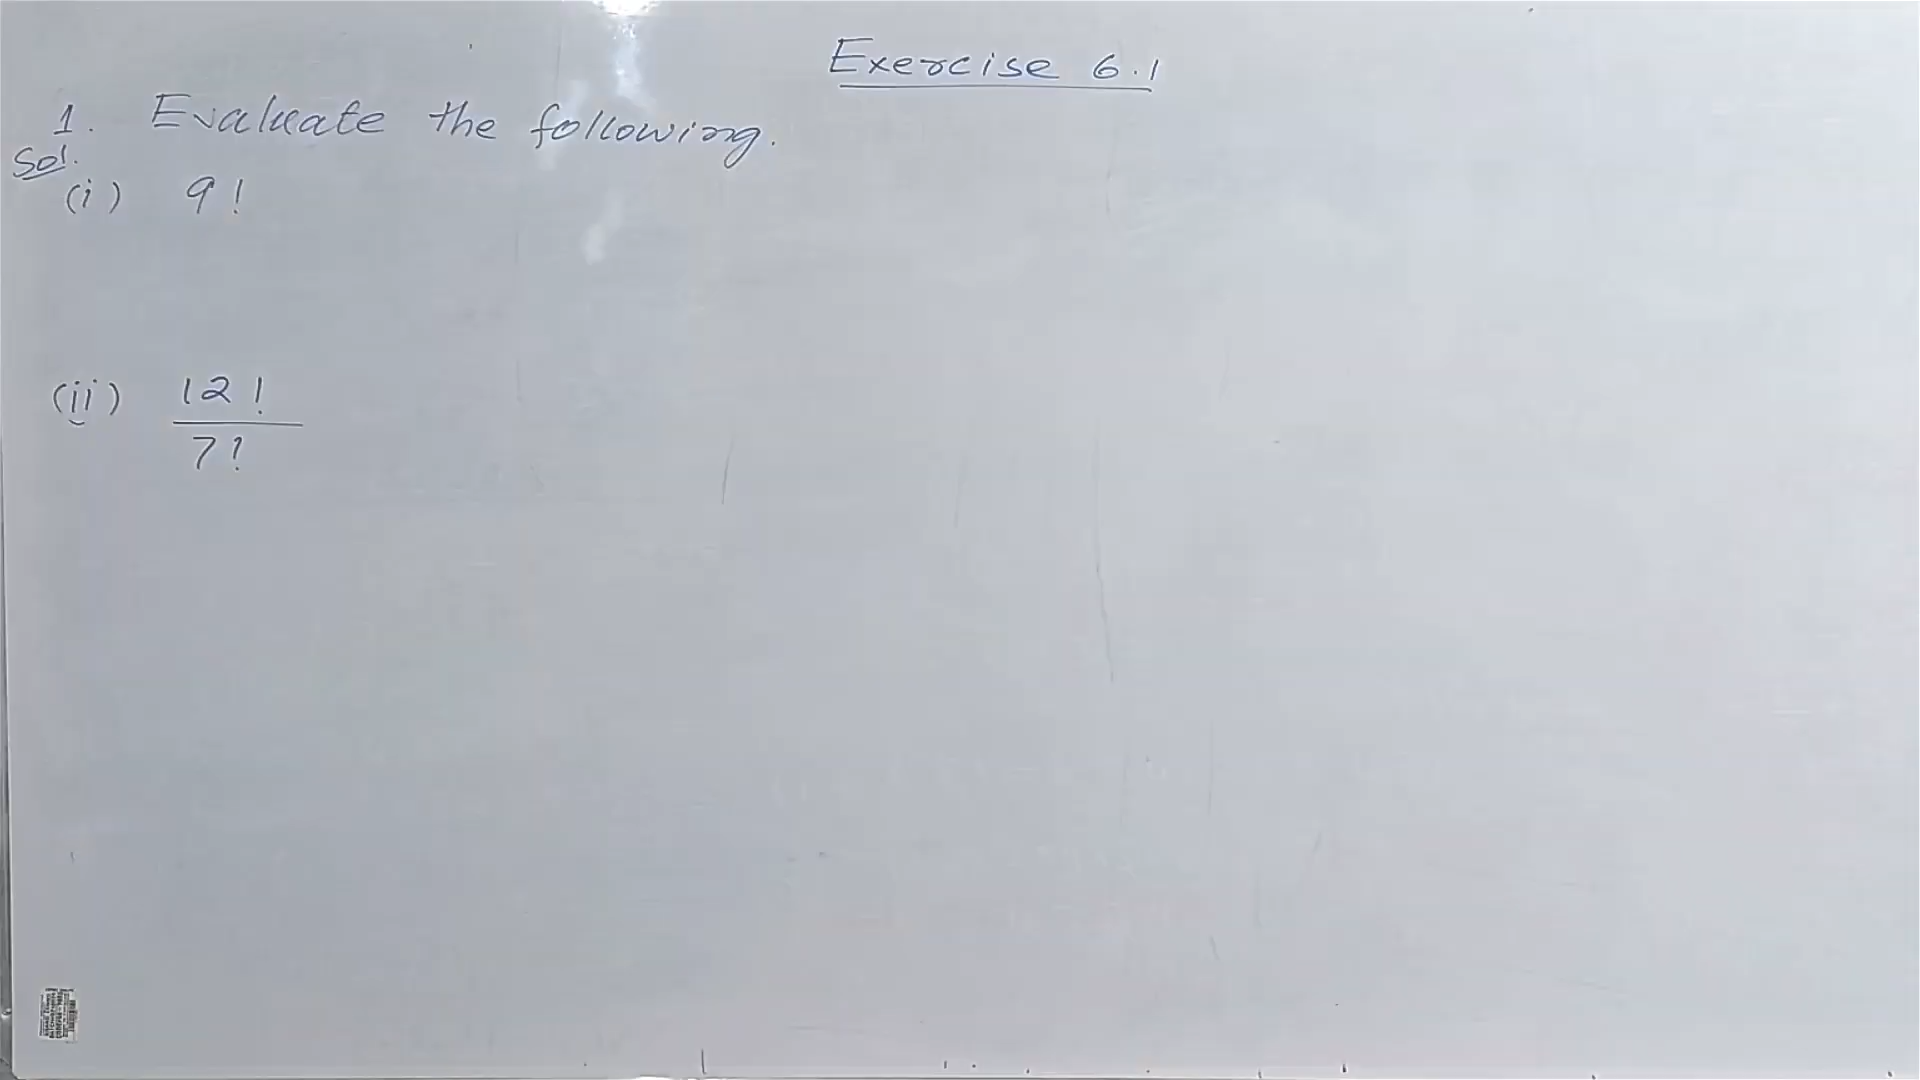 Exercise 6.1
1. Evaluate the following.
Sol.
(i) 9!
(ii) 12!
7!